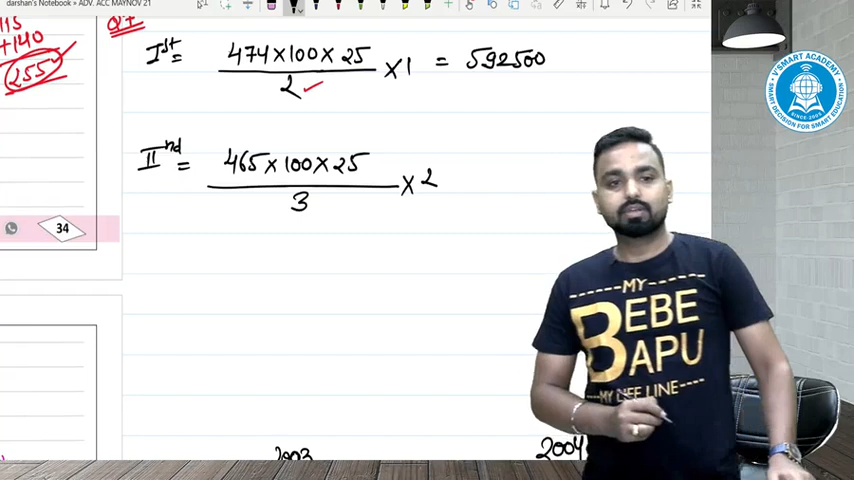 darshan's Notebook » ADV. ACC MAYNOV 21
115
+140
255
Q7
Ist = 474×100×25 / 2 ×1 = 592500
IInd = 465×100×25 / 3 ×2
34
2003
2004
V'SMART ACADEMY
SINCE-2003
SMART DECISION FOR SMART EDUCATION
MY
BEBE
BAPU
MY LIFE LINE